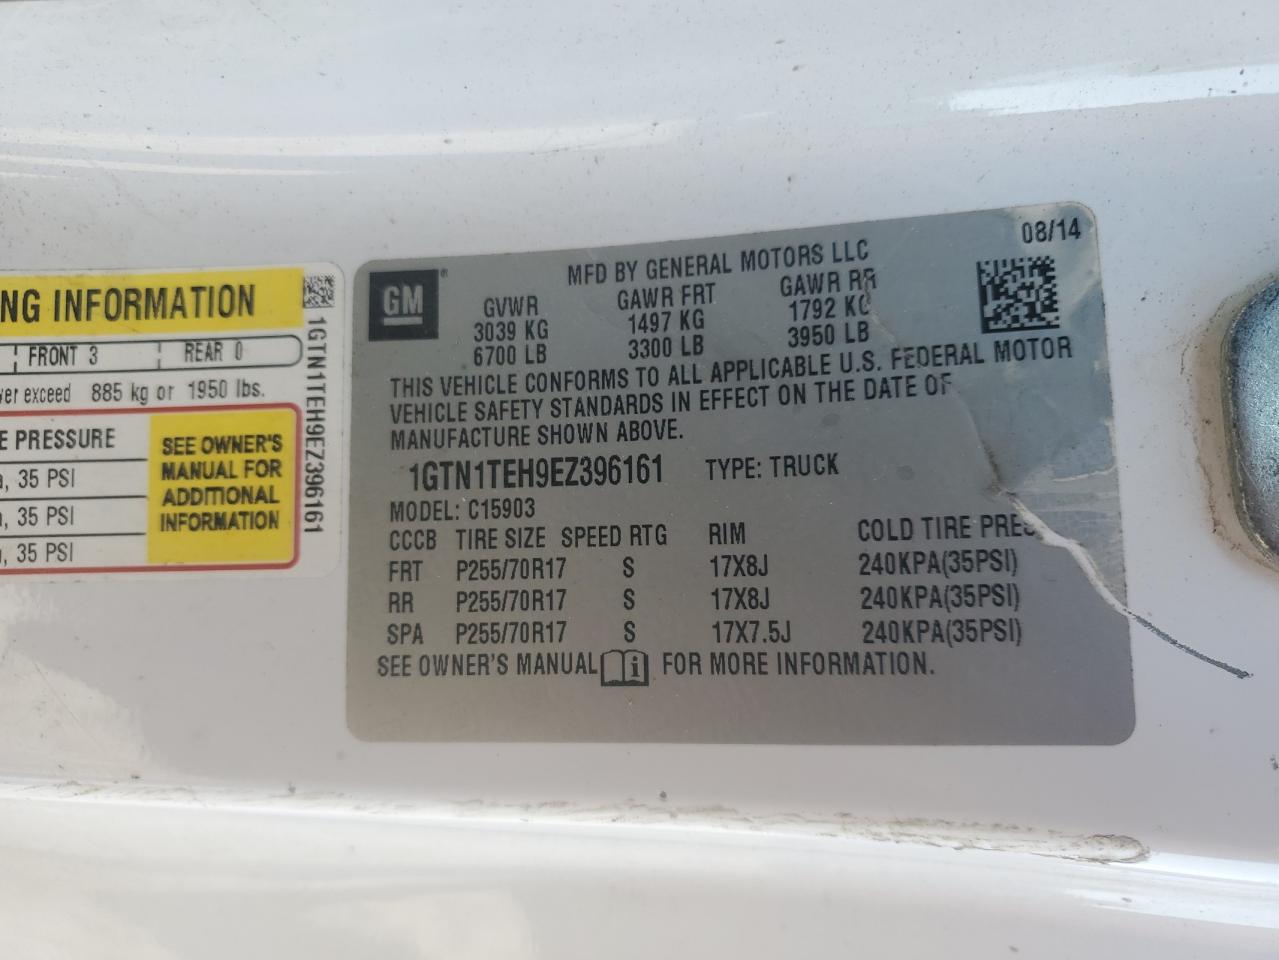 NG INFORMATION
FRONT 3 REAR 0
ver exceed 885 kg or 1950 lbs.
E PRESSURE
, 35 PSI
, 35 PSI
, 35 PSI
SEE OWNER'S
MANUAL FOR
ADDITIONAL
INFORMATION
1GTN1TEH9EZ396161
GM®
MFD BY GENERAL MOTORS LLC
08/14
GVWR GAWR FRT GAWR RR
3039 KG 1497 KG 1792 KG
6700 LB 3300 LB 3950 LB
THIS VEHICLE CONFORMS TO ALL APPLICABLE U.S. FEDERAL MOTOR
VEHICLE SAFETY STANDARDS IN EFFECT ON THE DATE OF
MANUFACTURE SHOWN ABOVE.
1GTN1TEH9EZ396161 TYPE: TRUCK
MODEL: C15903
CCCB TIRE SIZE SPEED RTG RIM COLD TIRE PRES
FRT P255/70R17 S 17X8J 240KPA(35PSI)
RR P255/70R17 S 17X8J 240KPA(35PSI)
SPA P255/70R17 S 17X7.5J 240KPA(35PSI)
SEE OWNER'S MANUAL i FOR MORE INFORMATION.